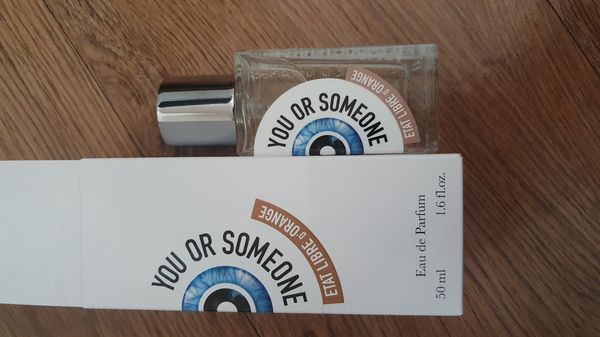 YOU OR SOMEONE
ETAT LIBRE D'ORANGE
YOU OR SOMEONE
ETAT LIBRE D'ORANGE
Eau de Parfum
50 ml 1.6 fl.oz.